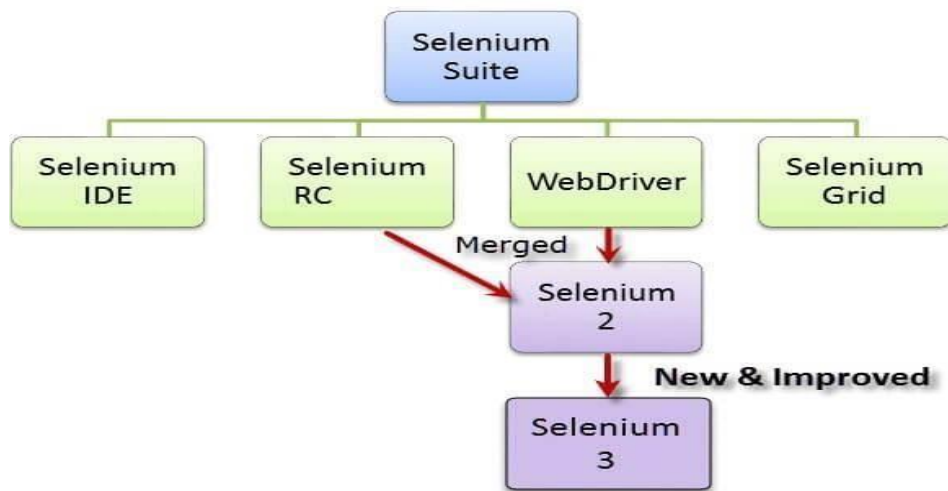 Selenium
Suite
Selenium
IDE
Selenium
RC
WebDriver
Selenium
Grid
Merged
Selenium
2
New & Improved
Selenium
3